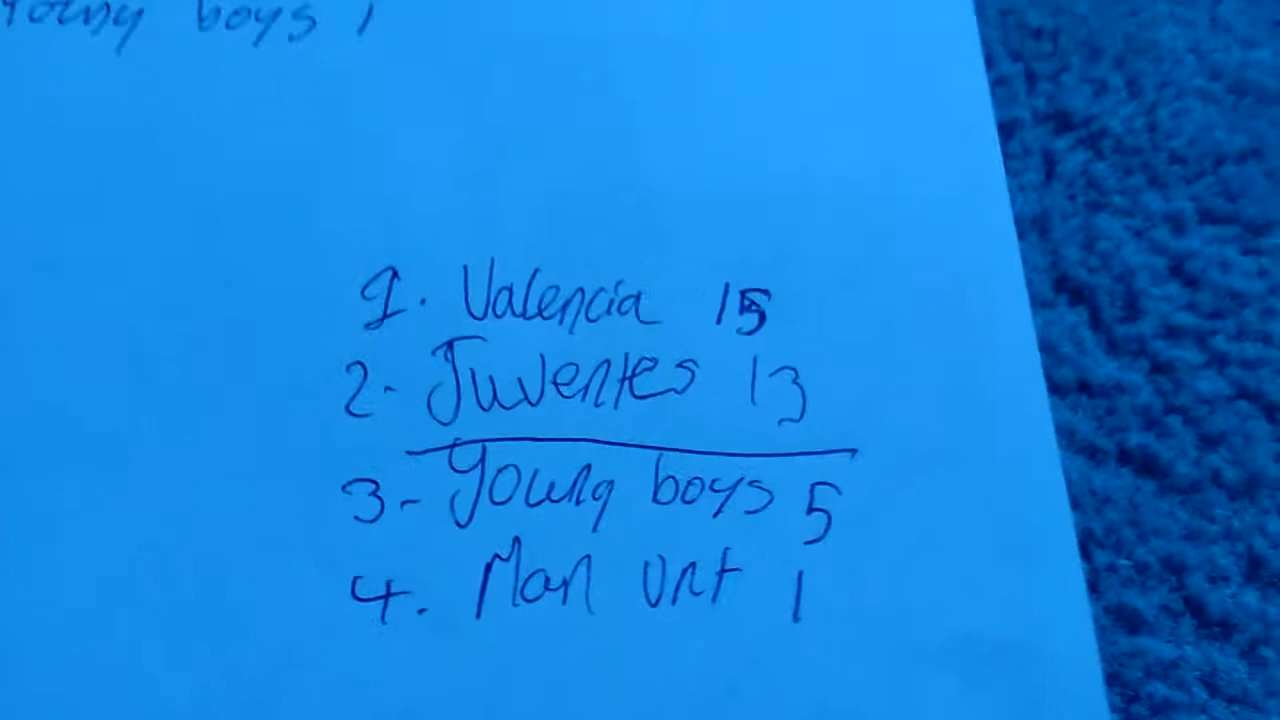 Young boys 1
1. Valencia 15
2- Juventes 13
3- Young boys 5
4. Man Unt 1